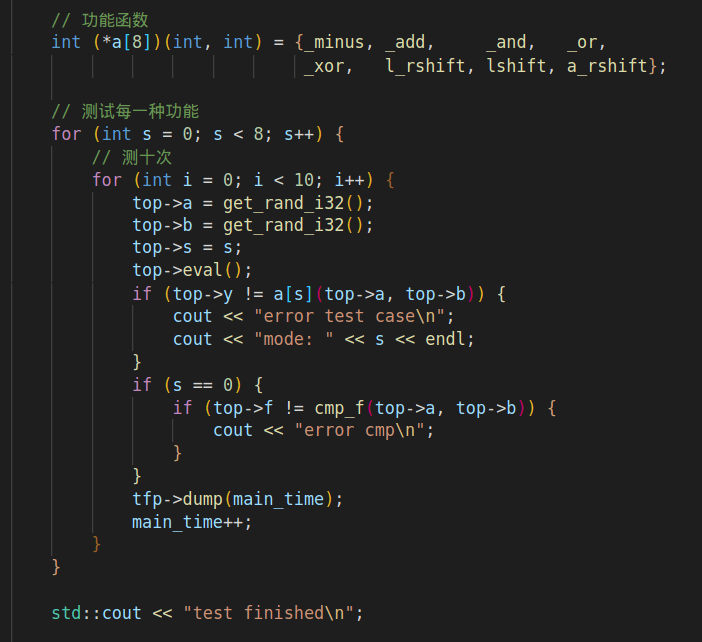 // 功能函数
int (*a[8])(int, int) = {_minus, _add,     _and,   _or,
                         _xor,   l_rshift, lshift, a_rshift};
// 测试每一种功能
for (int s = 0; s < 8; s++) {
    // 测十次
    for (int i = 0; i < 10; i++) {
        top->a = get_rand_i32();
        top->b = get_rand_i32();
        top->s = s;
        top->eval();
        if (top->y != a[s](top->a, top->b)) {
            cout << "error test case\n";
            cout << "mode: " << s << endl;
        }
        if (s == 0) {
            if (top->f != cmp_f(top->a, top->b)) {
                cout << "error cmp\n";
            }
        }
        tfp->dump(main_time);
        main_time++;
    }
}
std::cout << "test finished\n";